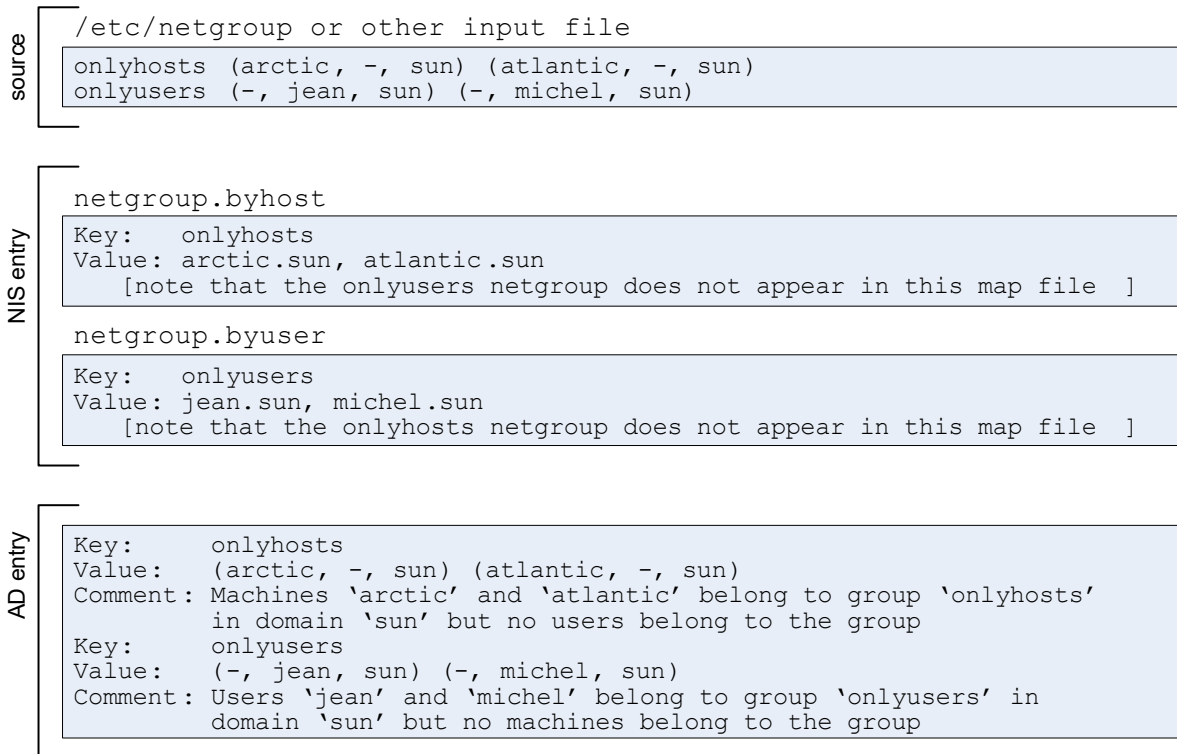 source
/etc/netgroup or other input file
onlyhosts (arctic, -, sun) (atlantic, -, sun)
onlyusers (-, jean, sun) (-, michel, sun)
NIS entry
netgroup.byhost
Key: onlyhosts
Value: arctic.sun, atlantic.sun
[note that the onlyusers netgroup does not appear in this map file ]
netgroup.byuser
Key: onlyusers
Value: jean.sun, michel.sun
[note that the onlyhosts netgroup does not appear in this map file ]
AD entry
Key: onlyhosts
Value: (arctic, -, sun) (atlantic, -, sun)
Comment: Machines ‘arctic’ and ‘atlantic’ belong to group ‘onlyhosts’
in domain ‘sun’ but no users belong to the group
Key: onlyusers
Value: (-, jean, sun) (-, michel, sun)
Comment: Users ‘jean’ and ‘michel’ belong to group ‘onlyusers’ in
domain ‘sun’ but no machines belong to the group